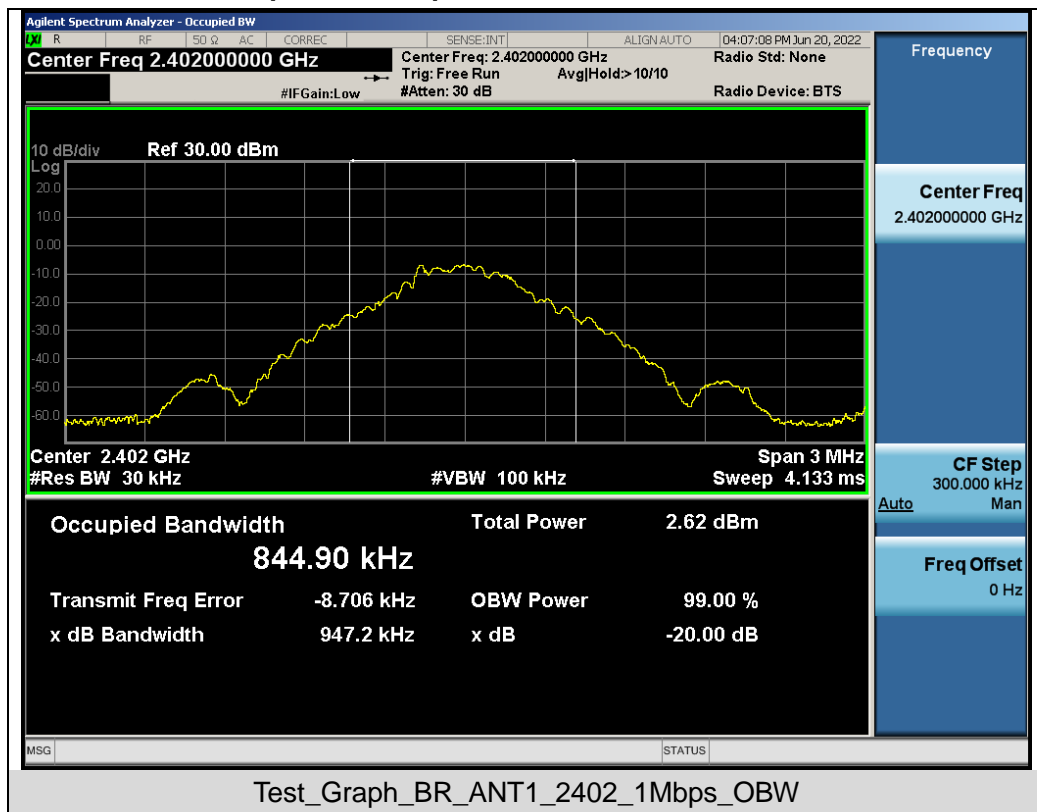 Agilent Spectrum Analyzer - Occupied BW
LXI R RF 50 Ω AC CORREC SENSE:INT ALIGN AUTO 04:07:08 PM Jun 20, 2022
Center Freq 2.402000000 GHz
Center Freq: 2.402000000 GHz
Radio Std: None
Trig: Free Run Avg|Hold:> 10/10
#IFGain:Low
#Atten: 30 dB
Radio Device: BTS
10 dB/div Ref 30.00 dBm
Log
20.0
10.0
0.00
-10.0
-20.0
-30.0
-40.0
-50.0
-60.0
Center 2.402 GHz
Span 3 MHz
#Res BW 30 kHz
#VBW 100 kHz
Sweep 4.133 ms
Occupied Bandwidth
844.90 kHz
Total Power 2.62 dBm
Transmit Freq Error -8.706 kHz
OBW Power 99.00 %
x dB Bandwidth 947.2 kHz
x dB -20.00 dB
MSG
STATUS
Frequency
Center Freq
2.402000000 GHz
CF Step
300.000 kHz
Auto Man
Freq Offset
0 Hz
Test_Graph_BR_ANT1_2402_1Mbps_OBW